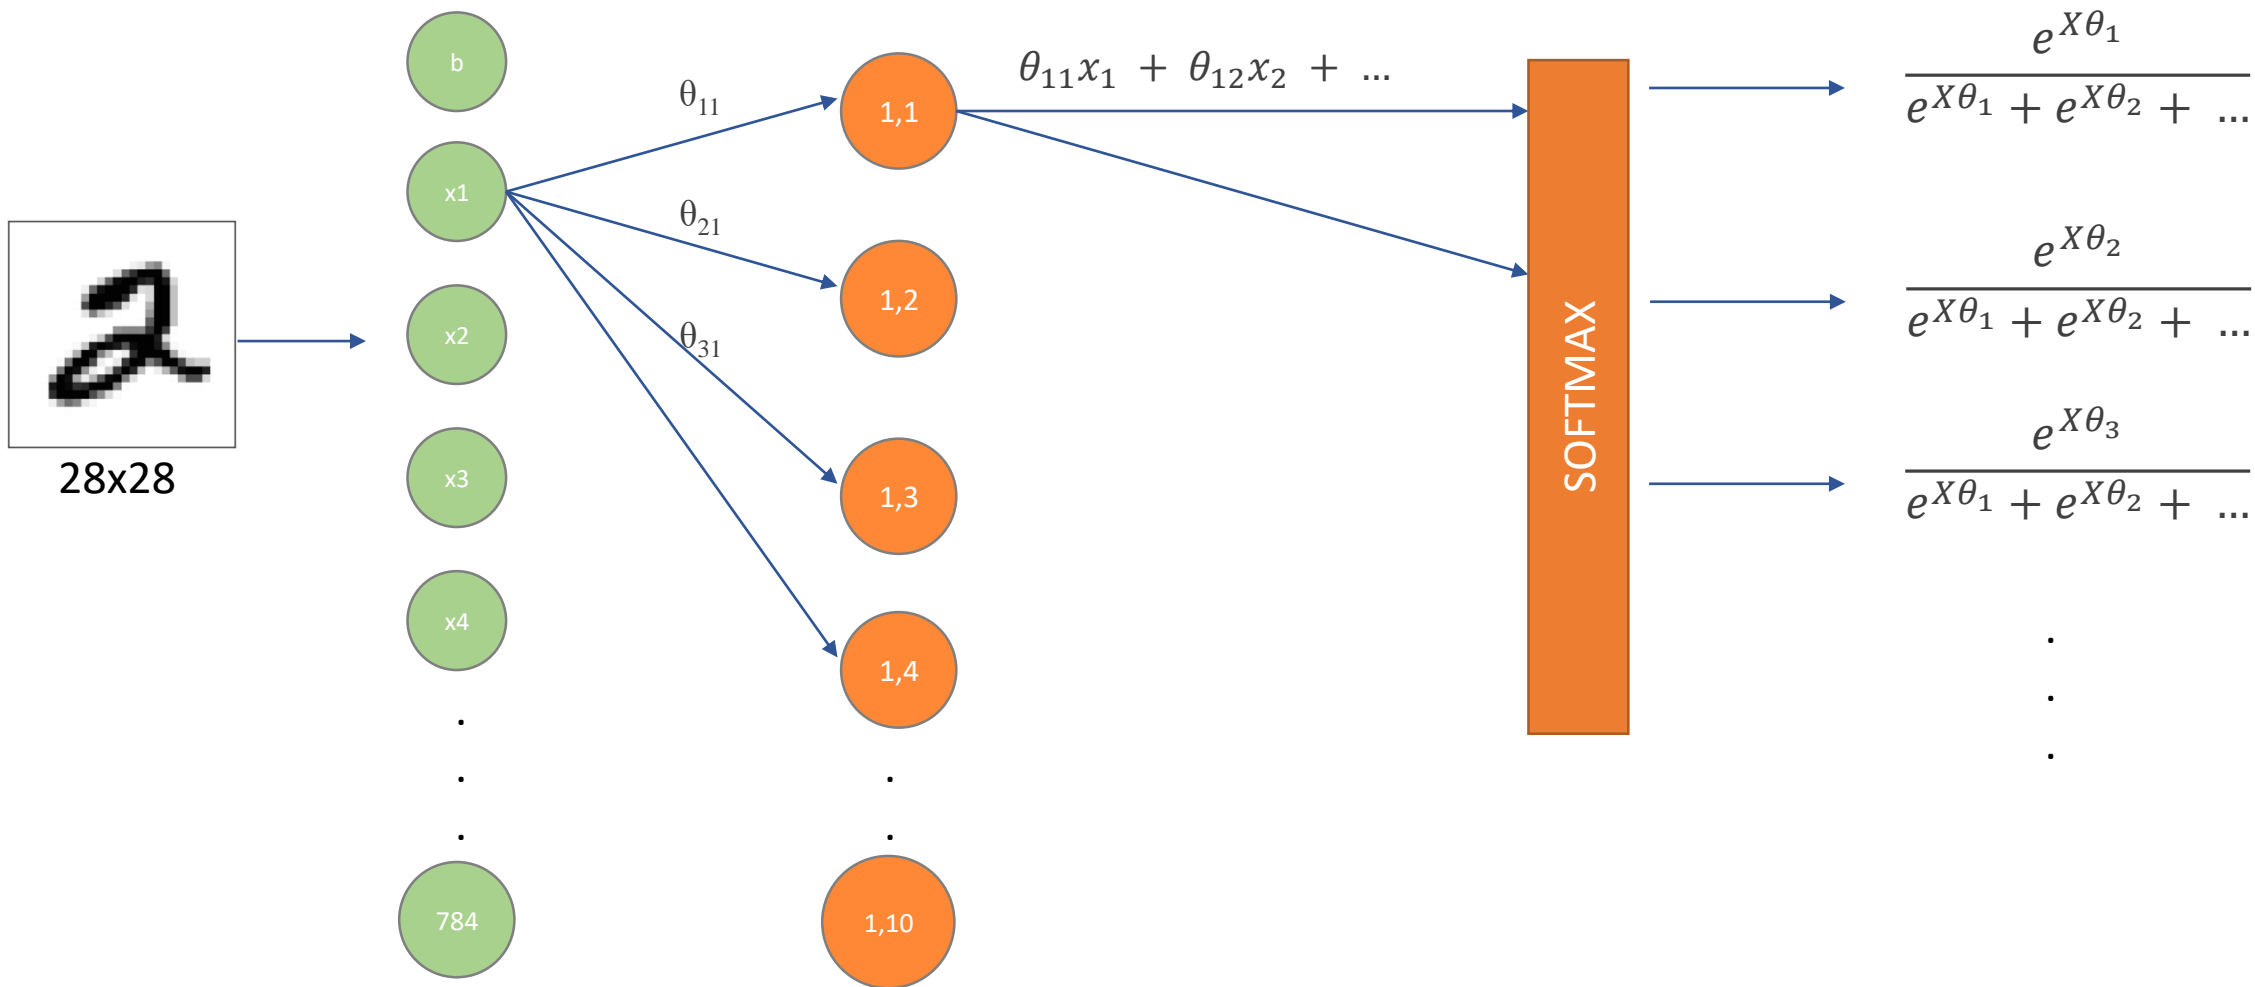 28x28
b
x1
x2
x3
x4
.
.
.
784
θ₁₁
θ₂₁
θ₃₁
1,1
1,2
1,3
1,4
.
.
1,10
θ₁₁x₁ + θ₁₂x₂ + ...
SOFTMAX
e^{Xθ₁}
e^{Xθ₁} + e^{Xθ₂} + ...
e^{Xθ₂}
e^{Xθ₁} + e^{Xθ₂} + ...
e^{Xθ₃}
e^{Xθ₁} + e^{Xθ₂} + ...
.
.
.